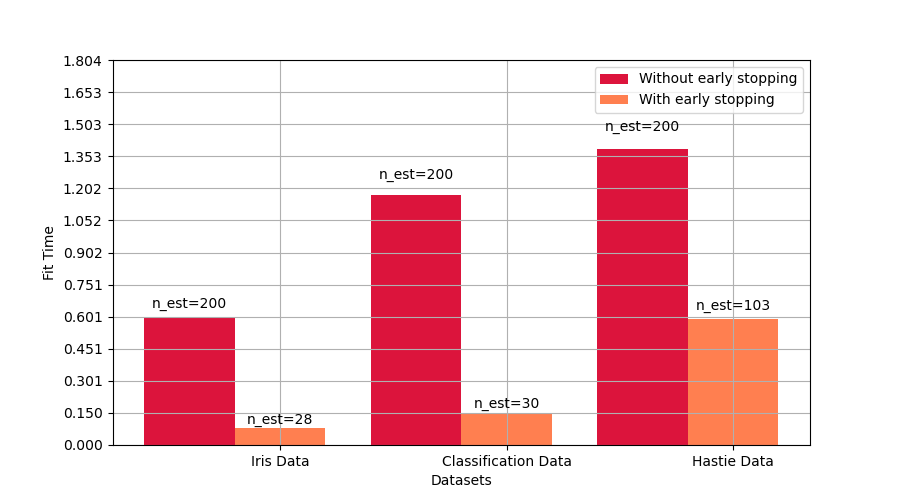 1.804
1.653
1.503
1.353
1.202
1.052
0.902
0.751
0.601
0.451
0.301
0.150
0.000
Fit Time
Without early stopping
With early stopping
n_est=200
n_est=200
n_est=200
n_est=103
n_est=28
n_est=30
Iris Data
Classification Data
Hastie Data
Datasets